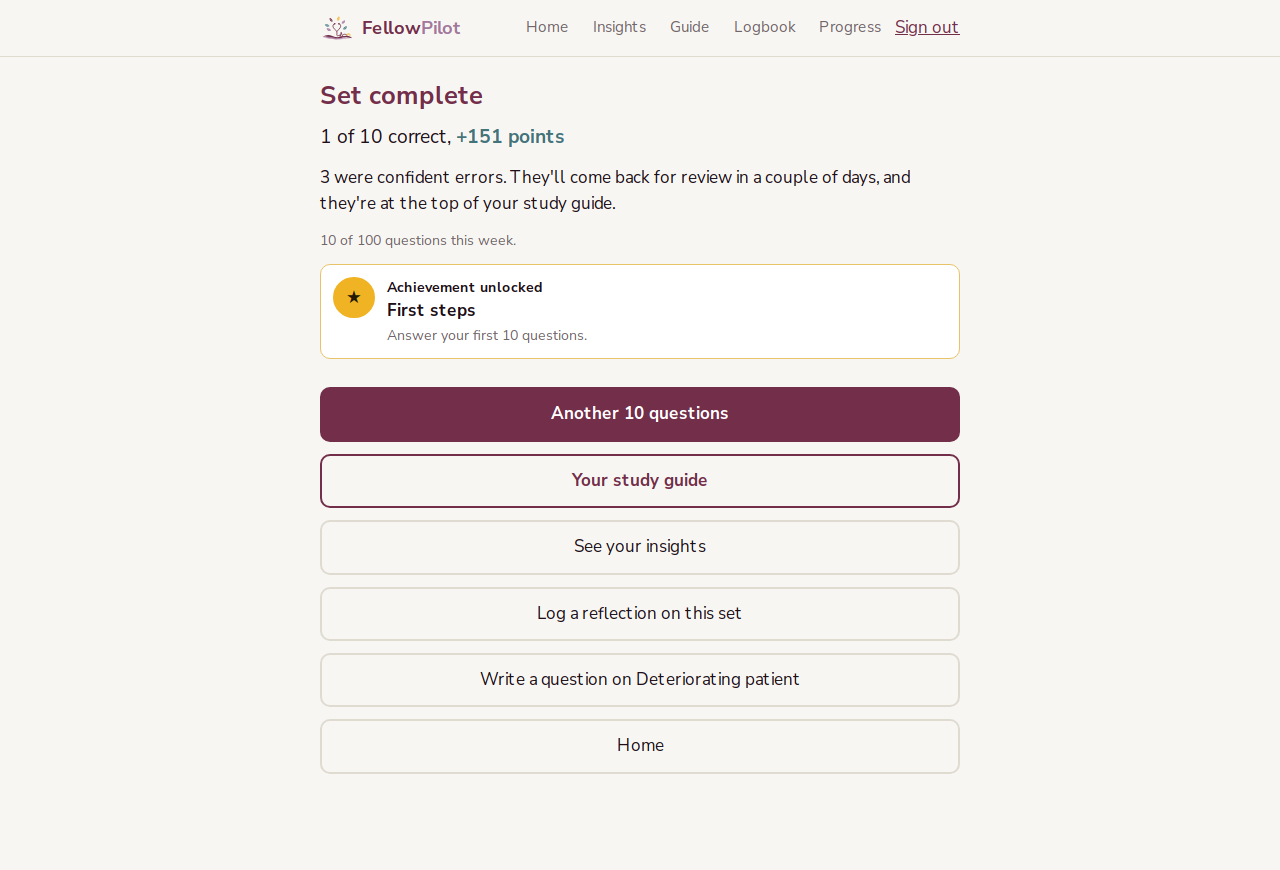 FellowPilot
Home
Insights
Guide
Logbook
Progress
Sign out
Set complete
1 of 10 correct, +151 points
3 were confident errors. They'll come back for review in a couple of days, and
they're at the top of your study guide.
10 of 100 questions this week.
Achievement unlocked
First steps
Answer your first 10 questions.
Another 10 questions
Your study guide
See your insights
Log a reflection on this set
Write a question on Deteriorating patient
Home